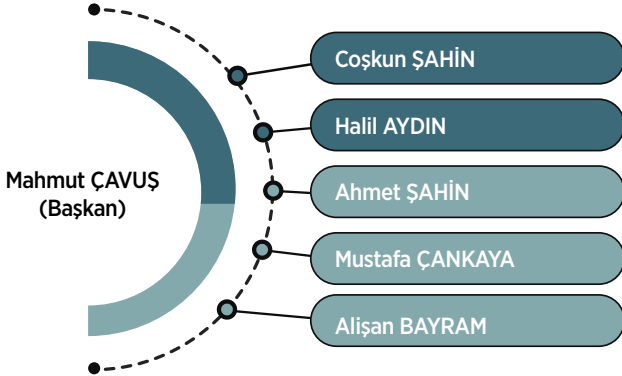 Mahmut ÇAVUŞ
(Başkan)
Coşkun ŞAHİN
Halil AYDIN
Ahmet ŞAHİN
Mustafa ÇANKAYA
Alişan BAYRAM